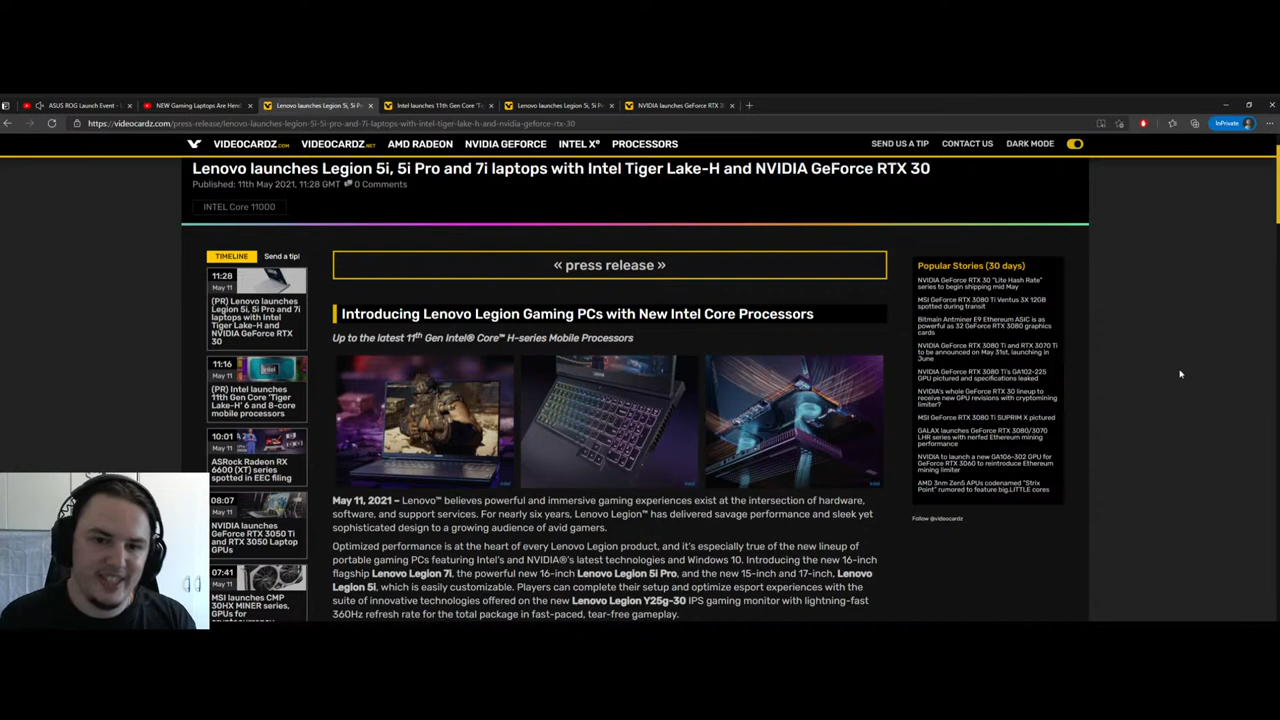 ASUS ROG Launch Event -
NEW Gaming Laptops Are Here
Lenovo launches Legion 5i, 5i Pr
Intel launches 11th Gen Core 'T
Lenovo launches Legion 5i, 5i Pr
NVIDIA launches GeForce RTX 3
https://videocardz.com/press-release/lenovo-launches-legion-5i-5i-pro-and-7i-laptops-with-intel-tiger-lake-h-and-nvidia-geforce-rtx-30
InPrivate
VIDEOCARDZ.COM
VIDEOCARDZ.NET
AMD RADEON
NVIDIA GEFORCE
INTEL Xe
PROCESSORS
SEND US A TIP
CONTACT US
DARK MODE
Lenovo launches Legion 5i, 5i Pro and 7i laptops with Intel Tiger Lake-H and NVIDIA GeForce RTX 30
Published: 11th May 2021, 11:28 GMT 0 Comments
INTEL Core 11000
TIMELINE
Send a tip!
11:28
May 11
(PR) Lenovo launches
Legion 5i, 5i Pro and 7i
laptops with Intel
Tiger Lake-H and
NVIDIA GeForce RTX
30
11:16
May 11
(PR) Intel launches
11th Gen Core 'Tiger
Lake-H' 6 and 8-core
mobile processors
10:01
May 11
ASRock Radeon RX
6600 (XT) series
spotted in EEC filing
08:07
May 11
NVIDIA launches
GeForce RTX 3050 Ti
and RTX 3050 Laptop
GPUs
07:41
May 11
MSI launches CMP
30HX MINER series,
GPUs for
« press release »
Introducing Lenovo Legion Gaming PCs with New Intel Core Processors
Up to the latest 11th Gen Intel® Core™ H-series Mobile Processors
May 11, 2021 – Lenovo™ believes powerful and immersive gaming experiences exist at the intersection of hardware,
software, and support services. For nearly six years, Lenovo Legion™ has delivered savage performance and sleek yet
sophisticated design to a growing audience of avid gamers.
Optimized performance is at the heart of every Lenovo Legion product, and it's especially true of the new lineup of
portable gaming PCs featuring Intel's and NVIDIA®'s latest technologies and Windows 10. Introducing the new 16-inch
flagship Lenovo Legion 7i, the powerful new 16-inch Lenovo Legion 5i Pro, and the new 15-inch and 17-inch, Lenovo
Legion 5i, which is easily customizable. Players can complete their setup and optimize esport experiences with the
suite of innovative technologies offered on the new Lenovo Legion Y25g-30 IPS gaming monitor with lightning-fast
360Hz refresh rate for the total package in fast-paced, tear-free gameplay.
Popular Stories (30 days)
NVIDIA GeForce RTX 30 "Lite Hash Rate"
series to begin shipping mid May
MSI GeForce RTX 3080 Ti Ventus 3X 12GB
spotted during transit
Bitmain Antminer E9 Ethereum ASIC is as
powerful as 32 GeForce RTX 3080 graphics
cards
NVIDIA GeForce RTX 3080 Ti and RTX 3070 Ti
to be announced on May 31st, launching in
June
NVIDIA GeForce RTX 3080 Ti's GA102-225
GPU pictured and specifications leaked
NVIDIA's whole GeForce RTX 30 lineup to
receive new GPU revisions with cryptomining
limiter?
MSI GeForce RTX 3080 Ti SUPRIM X pictured
GALAX launches GeForce RTX 3080/3070
LHR series with nerfed Ethereum mining
performance
NVIDIA to launch a new GA106-302 GPU for
GeForce RTX 3060 to reintroduce Ethereum
mining limiter
AMD 3nm Zen5 APUs codenamed "Strix
Point" rumored to feature big.LITTLE cores
Follow @videocardz